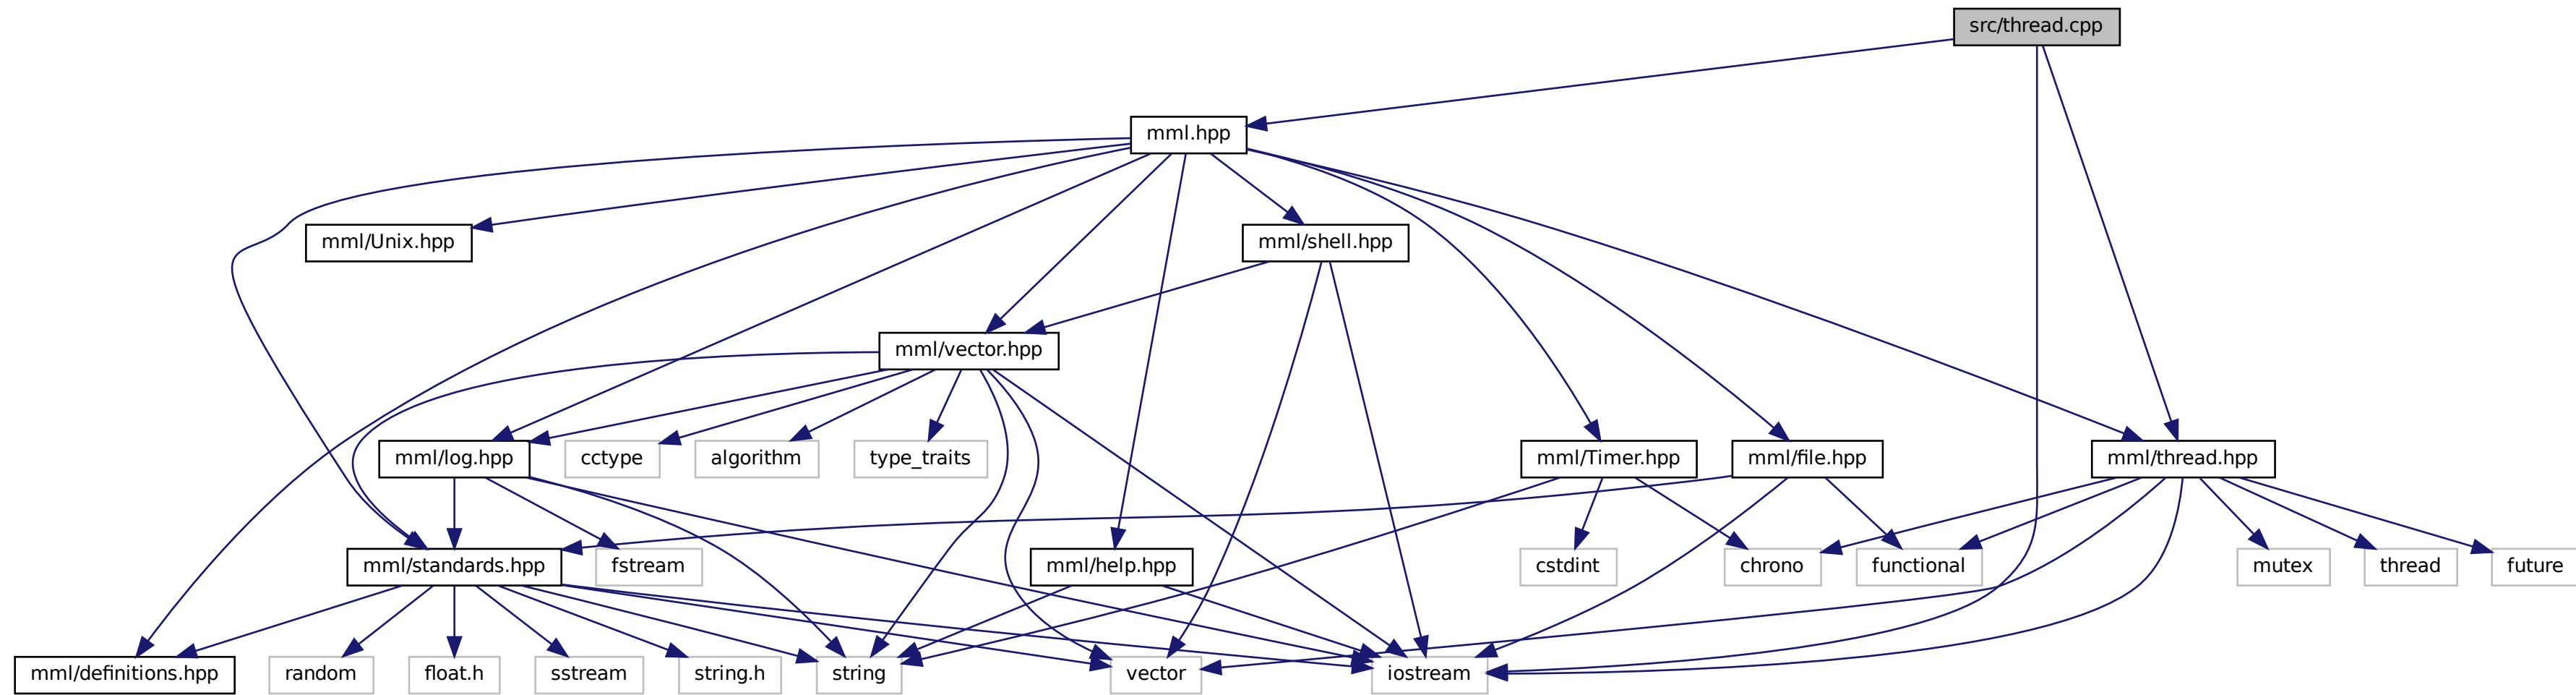 src/thread.cpp
mml.hpp
mml/Unix.hpp
mml/shell.hpp
mml/vector.hpp
mml/log.hpp
cctype
algorithm
type_traits
mml/Timer.hpp
mml/file.hpp
mml/thread.hpp
mml/standards.hpp
fstream
mml/help.hpp
cstdint
chrono
functional
mutex
thread
future
mml/definitions.hpp
random
float.h
sstream
string.h
string
vector
iostream